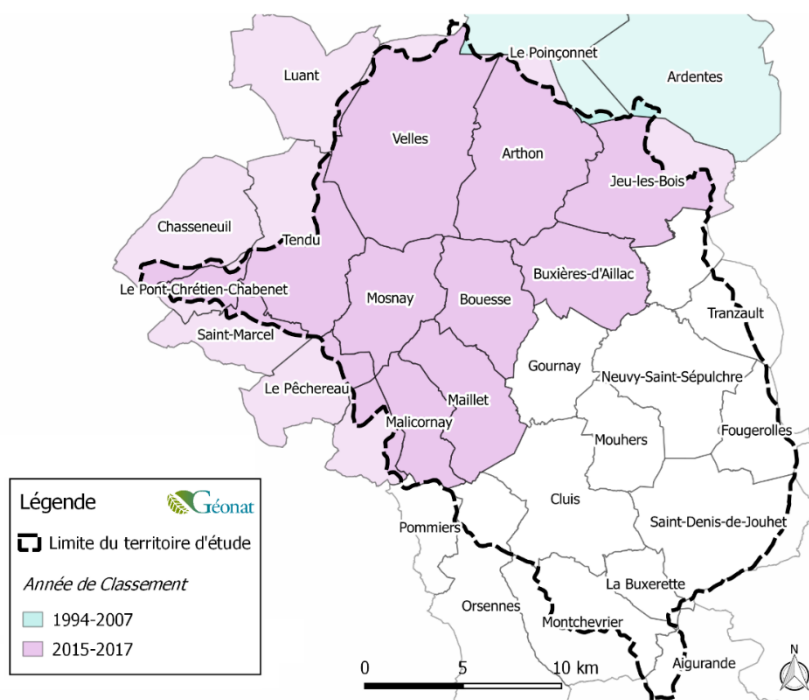 Le Poinçonnet
Ardentes
Luant
Velles
Arthon
Jeu-les-Bois
Chasseneuil
Tendu
Buxières-d'Aillac
Le Pont-Chrétien-Chabenet
Mosnay
Bouesse
Tranzault
Saint-Marcel
Gournay
Neuvy-Saint-Sépulchre
Le Pêchereau
Maillet
Malicornay
Mouhers
Fougerolles
Cluis
Pommiers
Saint-Denis-de-Jouhet
La Buxerette
Orsennes
Montchevrier
Aigurande
Légende
Géonat
Limite du territoire d'étude
Année de Classement
1994-2007
2015-2017
0 5 10 km
N